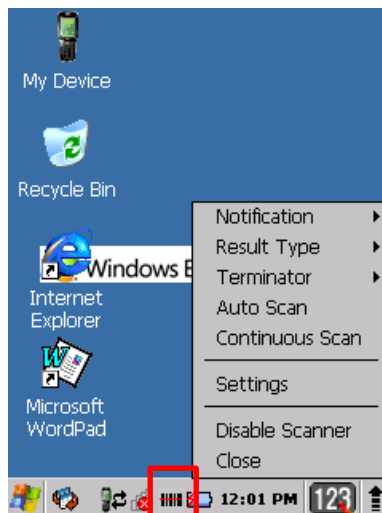 My Device
Recycle Bin
Windows E
Internet
Explorer
Microsoft
WordPad
Notification
Result Type
Terminator
Auto Scan
Continuous Scan
Settings
Disable Scanner
Close
12:01 PM
123